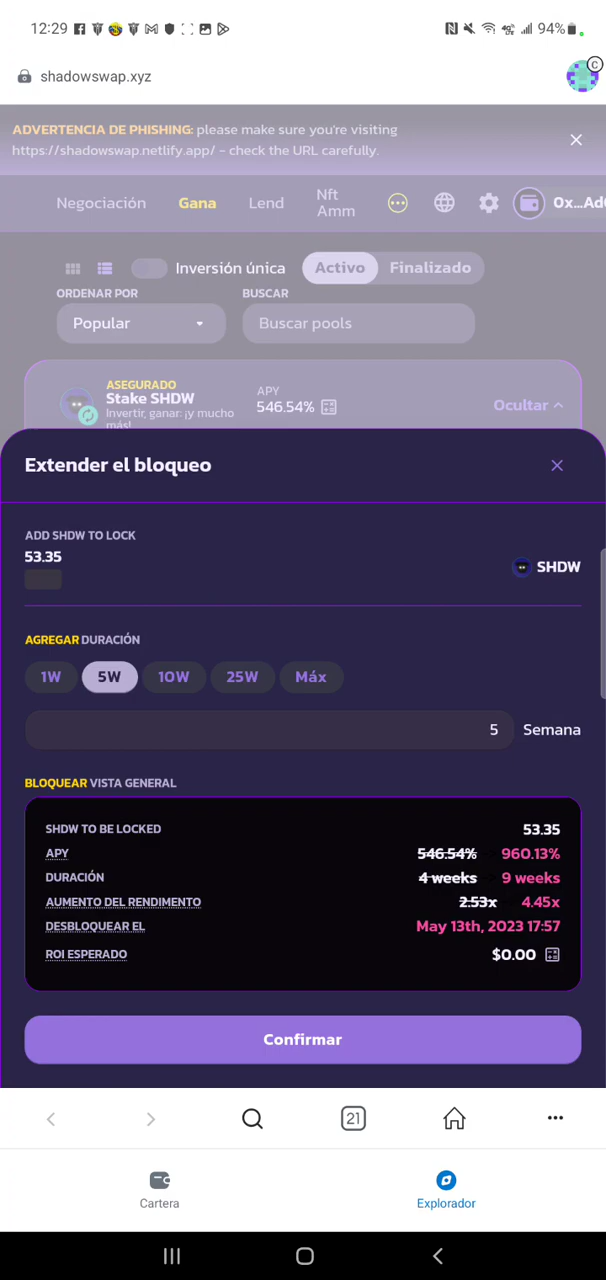 12:29
94%
shadowswap.xyz
C
ADVERTENCIA DE PHISHING: please make sure you're visiting
https://shadowswap.netlify.app/ - check the URL carefully.
Negociación
Gana
Lend
Nft
Amm
0x...Ad
Inversión única
Activo
Finalizado
ORDENAR POR
BUSCAR
Popular
Buscar pools
ASEGURADO
Stake SHDW
Invertir, ganar: ¡y mucho
más!
APY
546.54%
Ocultar
Extender el bloqueo
ADD SHDW TO LOCK
53.35
SHDW
AGREGAR DURACIÓN
1W
5W
10W
25W
Máx
5
Semana
BLOQUEAR VISTA GENERAL
SHDW TO BE LOCKED
53.35
APY
546.54% 960.13%
DURACIÓN
4 weeks 9 weeks
AUMENTO DEL RENDIMIENTO
2.53x 4.45x
DESBLOQUEAR EL
May 13th, 2023 17:57
ROI ESPERADO
$0.00
Confirmar
21
Cartera
Explorador